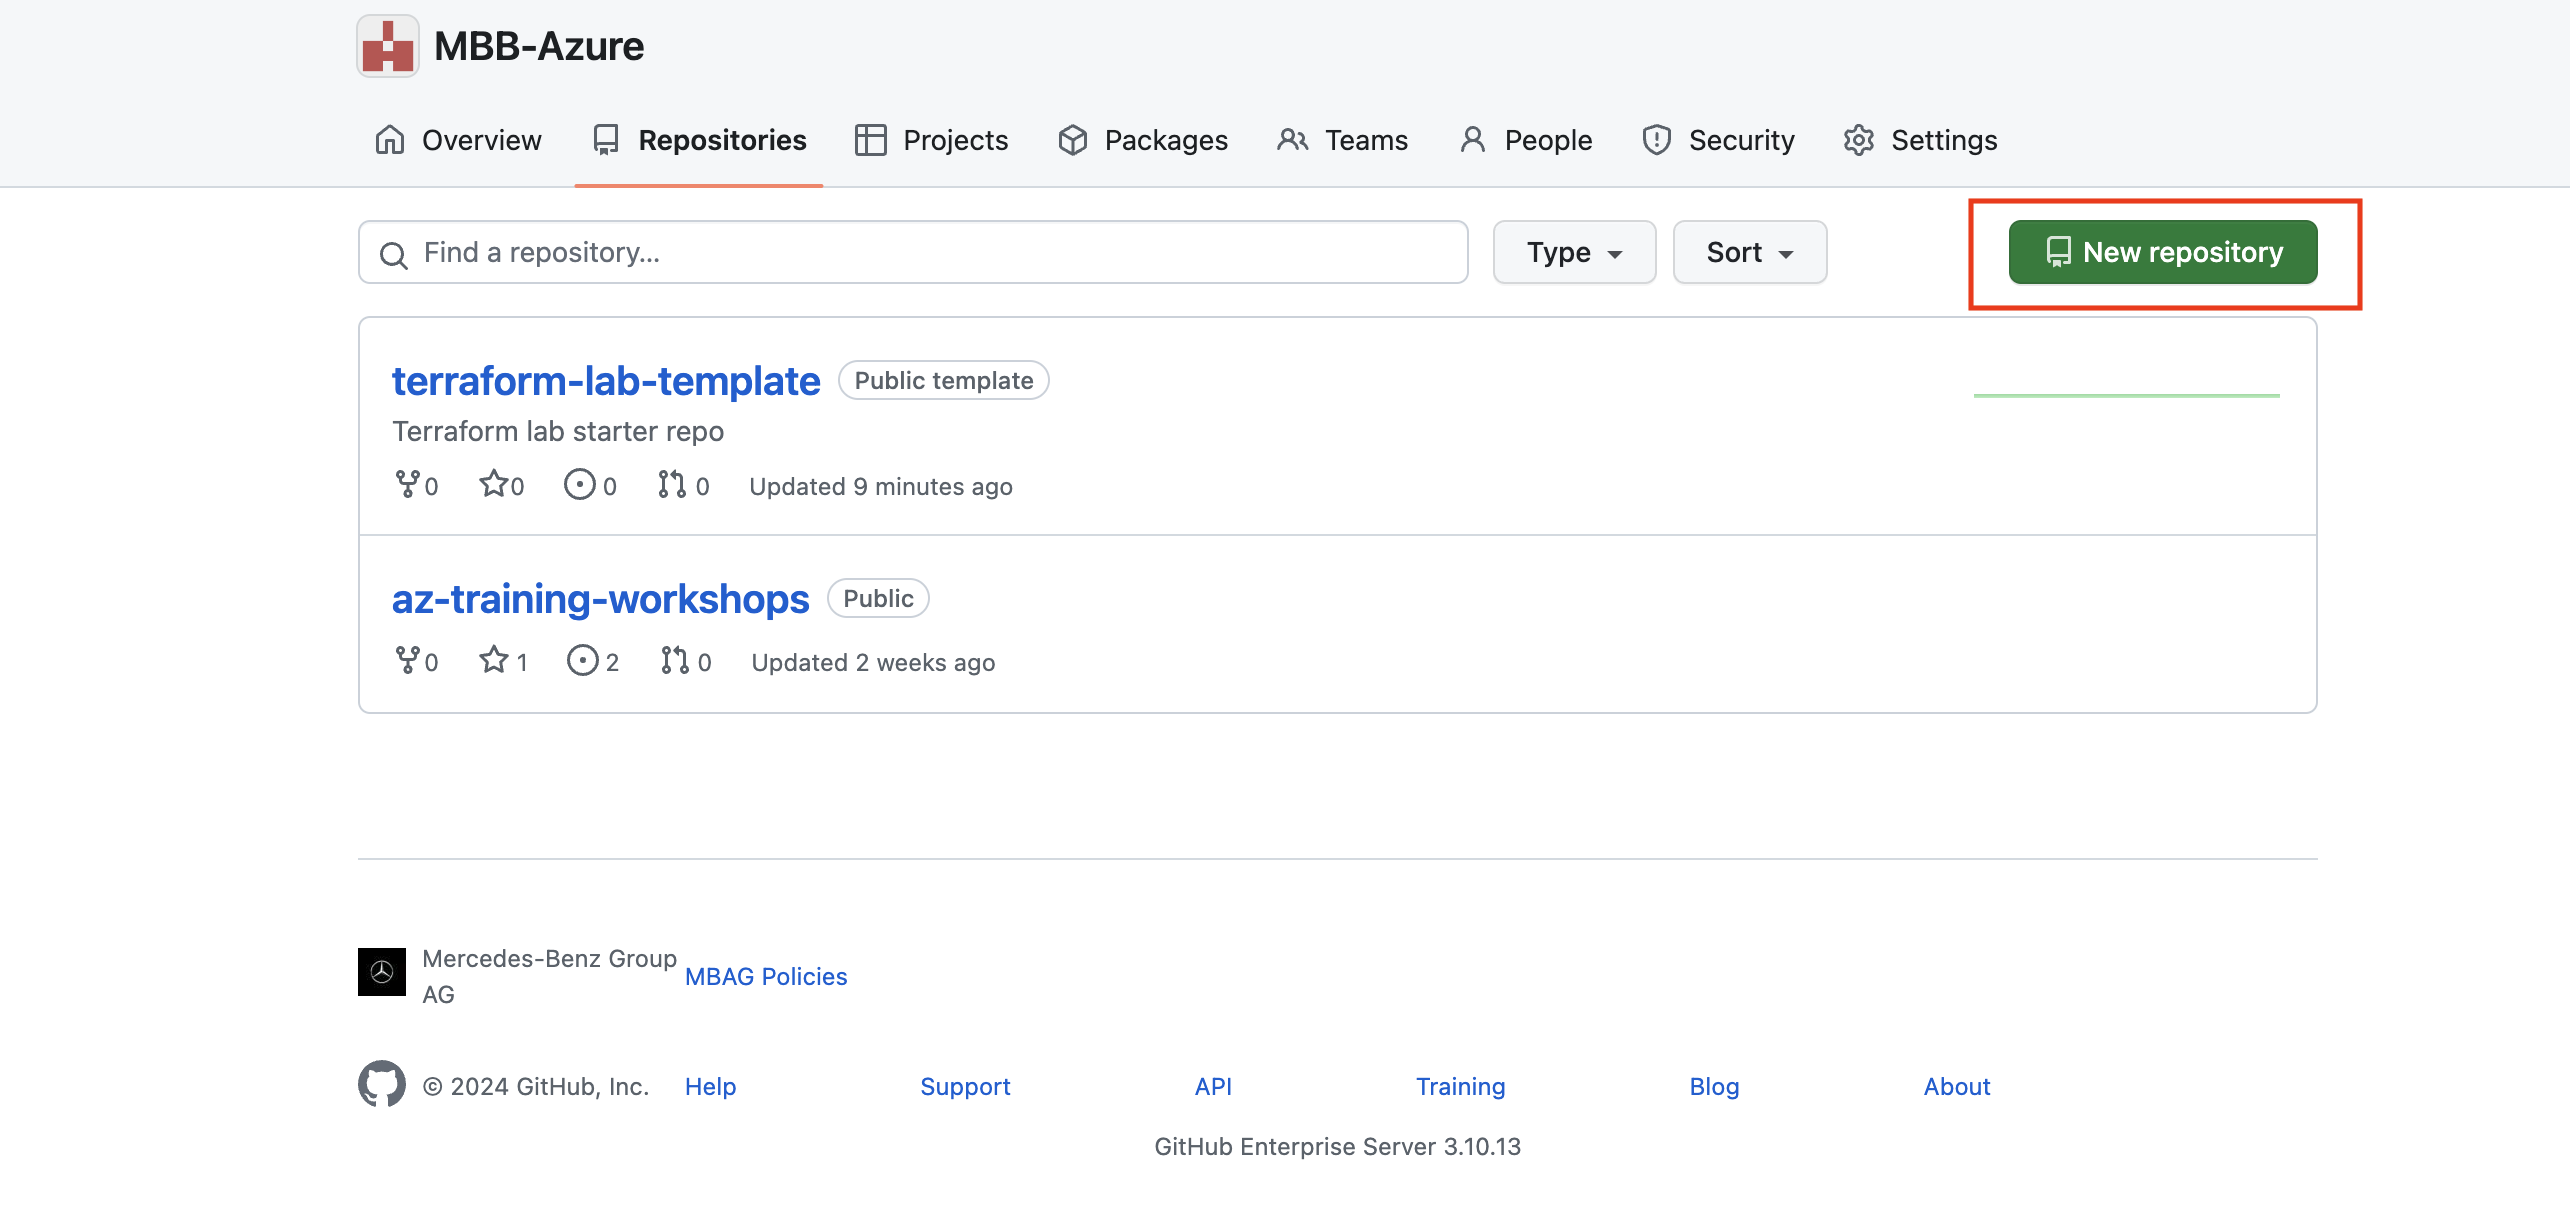 MBB-Azure
Overview Repositories Projects Packages Teams People Security Settings
Find a repository... Type Sort New repository
terraform-lab-template Public template
Terraform lab starter repo
0 0 0 0 Updated 9 minutes ago
az-training-workshops Public
0 1 2 0 Updated 2 weeks ago
Mercedes-Benz Group
AG
MBAG Policies
© 2024 GitHub, Inc. Help Support API Training Blog About
GitHub Enterprise Server 3.10.13